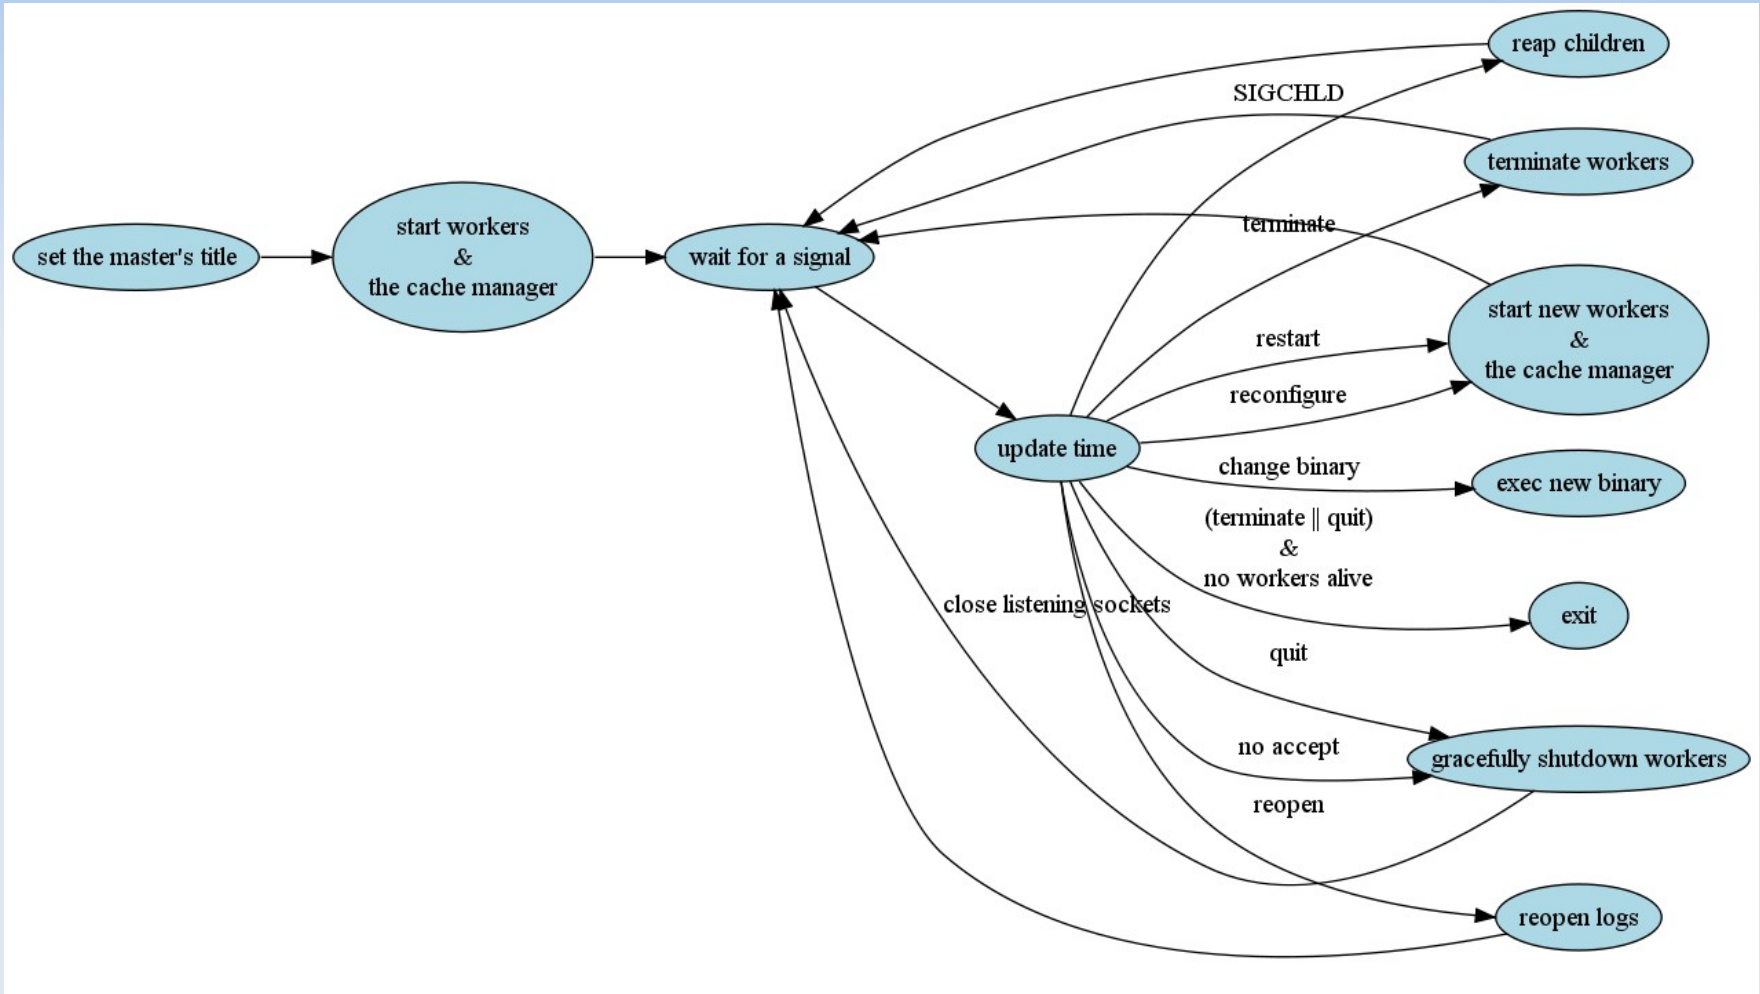 reap children
SIGCHLD
terminate workers
set the master's title
start workers
&
the cache manager
wait for a signal
terminate
start new workers
&
the cache manager
restart
reconfigure
update time
change binary
exec new binary
(terminate || quit)
&
no workers alive
close listening sockets
exit
quit
no accept
gracefully shutdown workers
reopen
reopen logs